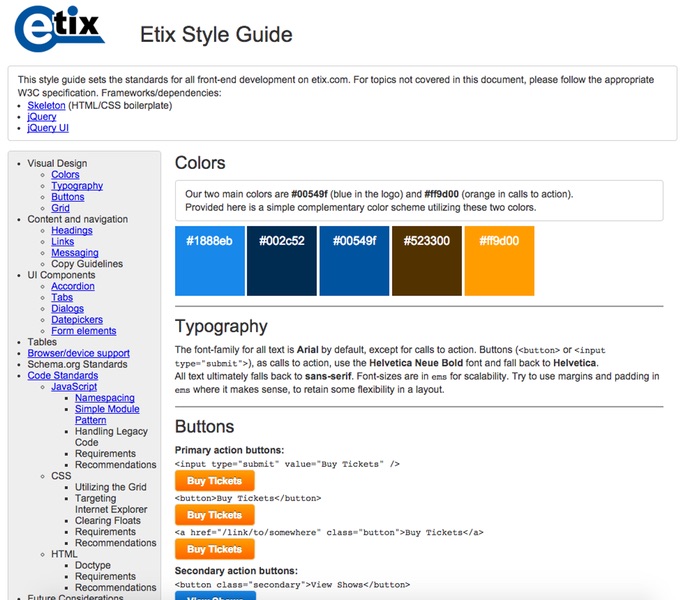 etix
Etix Style Guide
This style guide sets the standards for all front-end development on etix.com. For topics not covered in this document, please follow the appropriate
W3C specification. Frameworks/dependencies:
• Skeleton (HTML/CSS boilerplate)
• jQuery
• jQuery UI
• Visual Design
Colors
Typography
Buttons
Grid
• Content and navigation
Headings
Links
Messaging
Copy Guidelines
• UI Components
Accordion
Tabs
Dialogs
Datepickers
Form elements
• Tables
• Browser/device support
• Schema.org Standards
• Code Standards
JavaScript
Namespacing
Simple Module
Pattern
Handling Legacy
Code
Requirements
Recommendations
CSS
Utilizing the Grid
Targeting
Internet Explorer
Clearing Floats
Requirements
Recommendations
HTML
Doctype
Requirements
Recommendations
• Future Considerations
Colors
Our two main colors are #00549f (blue in the logo) and #ff9d00 (orange in calls to action).
Provided here is a simple complementary color scheme utilizing these two colors.
#1888eb #002c52 #00549f #523300 #ff9d00
Typography
The font-family for all text is Arial by default, except for calls to action. Buttons (<button> or <input
type="submit">), as calls to action, use the Helvetica Neue Bold font and fall back to Helvetica.
All text ultimately falls back to sans-serif. Font-sizes are in ems for scalability. Try to use margins and padding in
ems where it makes sense, to retain some flexibility in a layout.
Buttons
Primary action buttons:
<input type="submit" value="Buy Tickets" />
Buy Tickets
<button>Buy Tickets</button>
Buy Tickets
<a href="/link/to/somewhere" class="button">Buy Tickets</a>
Buy Tickets
Secondary action buttons:
<button class="secondary">View Shows</button>
View Shows